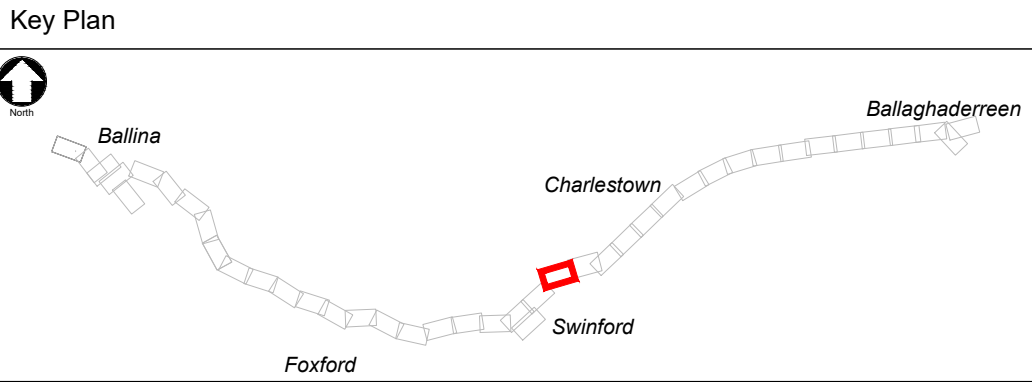 Key Plan
North
Ballina
Ballaghaderreen
Charlestown
Swinford
Foxford